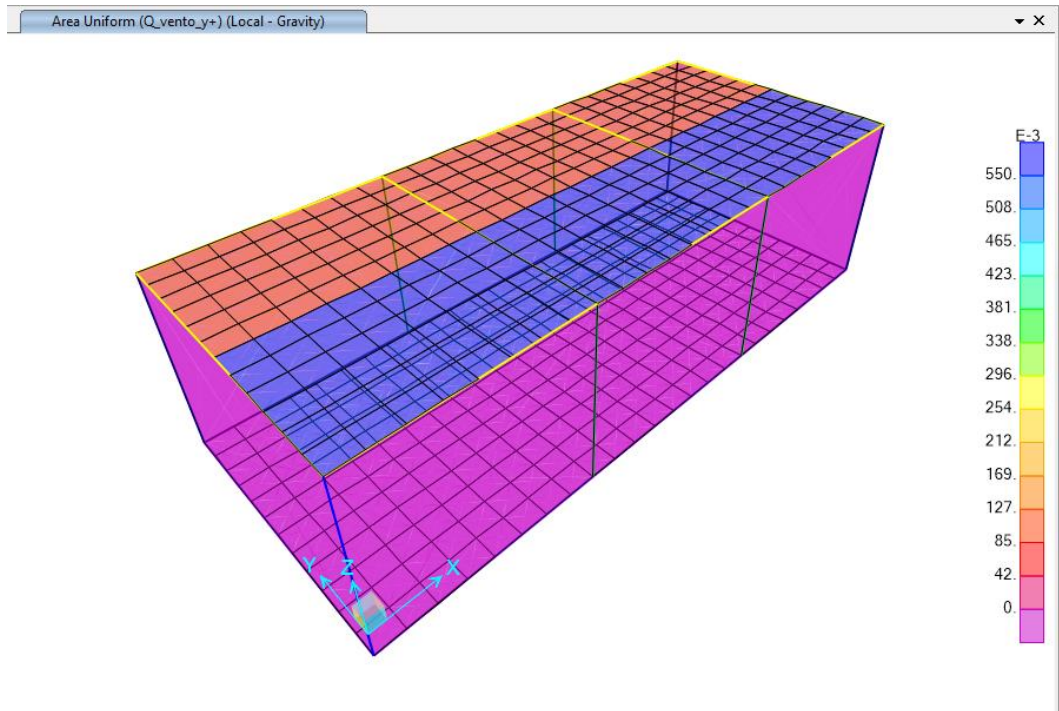 Area Uniform (Q_vento_y+) (Local - Gravity)
E-3
550.
508.
465.
423.
381.
338.
296.
254.
212.
169.
127.
85.
42.
0.
Y
Z
X